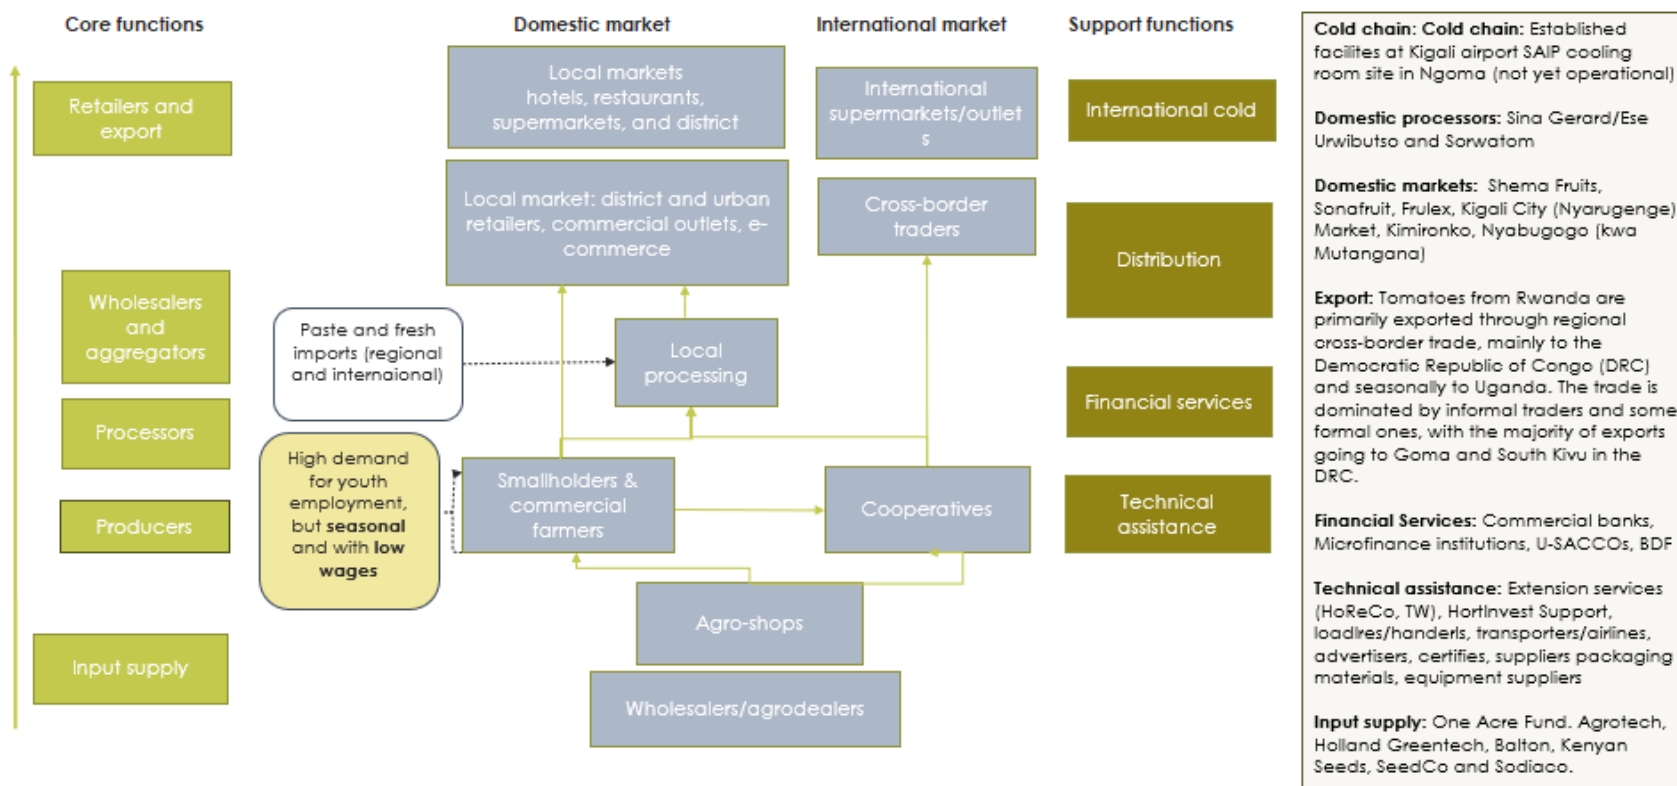 Core functions
Domestic market
International market
Support functions
Retailers and
export
Wholesalers
and
aggregators
Processors
Producers
Input supply
Local markets
hotels, restaurants,
supermarkets, and district
Local market: district and urban
retailers, commercial outlets, e-
commerce
Paste and fresh
imports (regional
and internaional)
Local
processing
High demand
for youth
employment,
but seasonal
and with low
wages
Smallholders &
commercial
farmers
Agro-shops
Wholesalers/agrodealers
International
supermarkets/outlet
s
Cross-border
traders
Cooperatives
International cold
Distribution
Financial services
Technical
assistance
Cold chain: Cold chain: Established
facilites at Kigali airport SAIP cooling
room site in Ngoma (not yet operational)
Domestic processors: Sina Gerard/Ese
Urwibutso and Sorwatom
Domestic markets: Shema Fruits,
Sonafruit, Frulex, Kigali City (Nyarugenge)
Market, Kimironko, Nyabugogo (kwa
Mutangana)
Export: Tomatoes from Rwanda are
primarily exported through regional
cross-border trade, mainly to the
Democratic Republic of Congo (DRC)
and seasonally to Uganda. The trade is
dominated by informal traders and some
formal ones, with the majority of exports
going to Goma and South Kivu in the
DRC.
Financial Services: Commercial banks,
Microfinance institutions, U-SACCOs, BDF
Technical assistance: Extension services
(HoReCo, TW), HortInvest Support,
loadlres/handerls, transporters/airlines,
advertisers, certifies, suppliers packaging
materials, equipment suppliers
Input supply: One Acre Fund. Agrotech,
Holland Greentech, Balton, Kenyan
Seeds, SeedCo and Sodiaco.